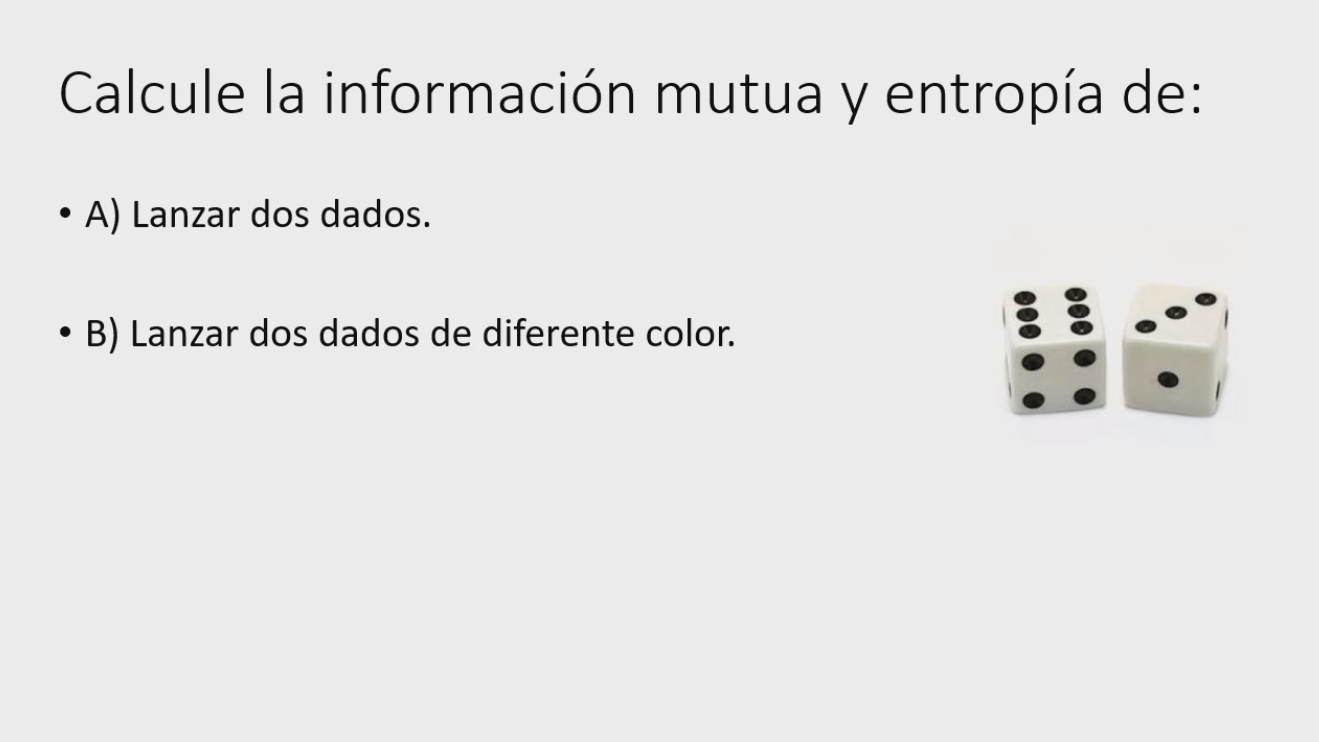 Calcule la información mutua y entropía de:
• A) Lanzar dos dados.
• B) Lanzar dos dados de diferente color.